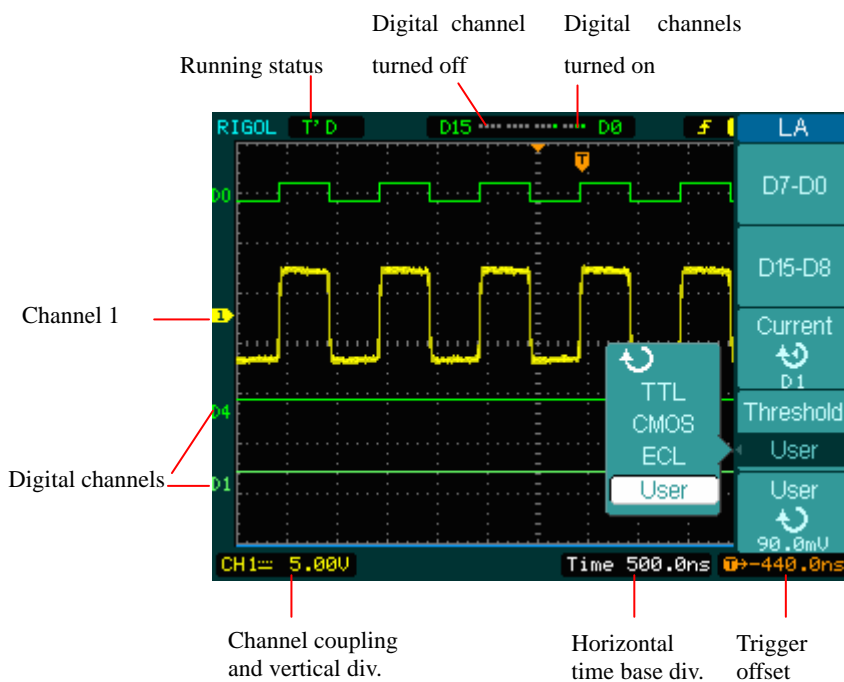 Digital channel
turned off
Digital channels
turned on
Running status
RIGOL T'D D15 D0 LA
D7-D0
D0
D15-D8
Channel 1
1
Current
D1
TTL
CMOS
ECL
User
D4
Threshold
User
Digital channels
D1
User
90.0mV
CH1 5.00V Time 500.0ns T→-440.0ns
T
Channel coupling
and vertical div.
Horizontal
time base div.
Trigger
offset